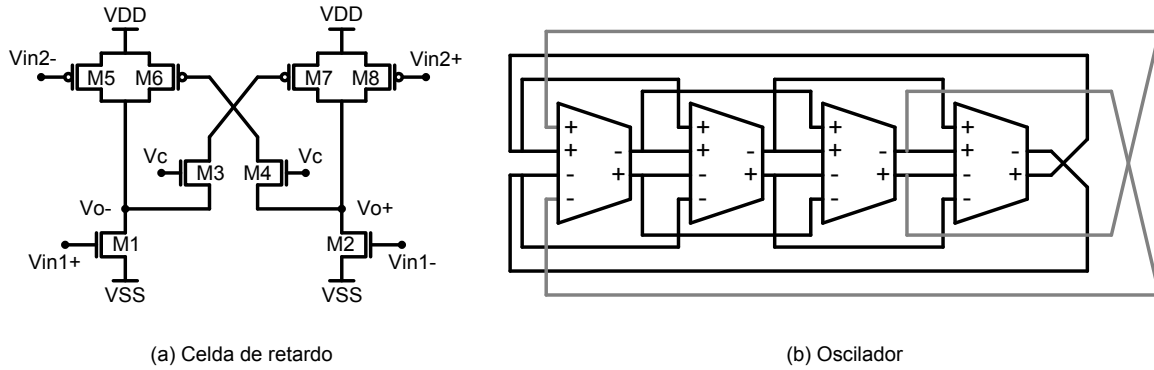 VDD VDD
Vin2- M5 M6 M7 M8 Vin2+
Vc M3 M4 Vc
Vo- Vo+
M1 M2
Vin1+ Vin1-
VSS VSS
(a) Celda de retardo
+ + + +
+ - + - + - + -
- + - + - + - +
- - - -
(b) Oscilador